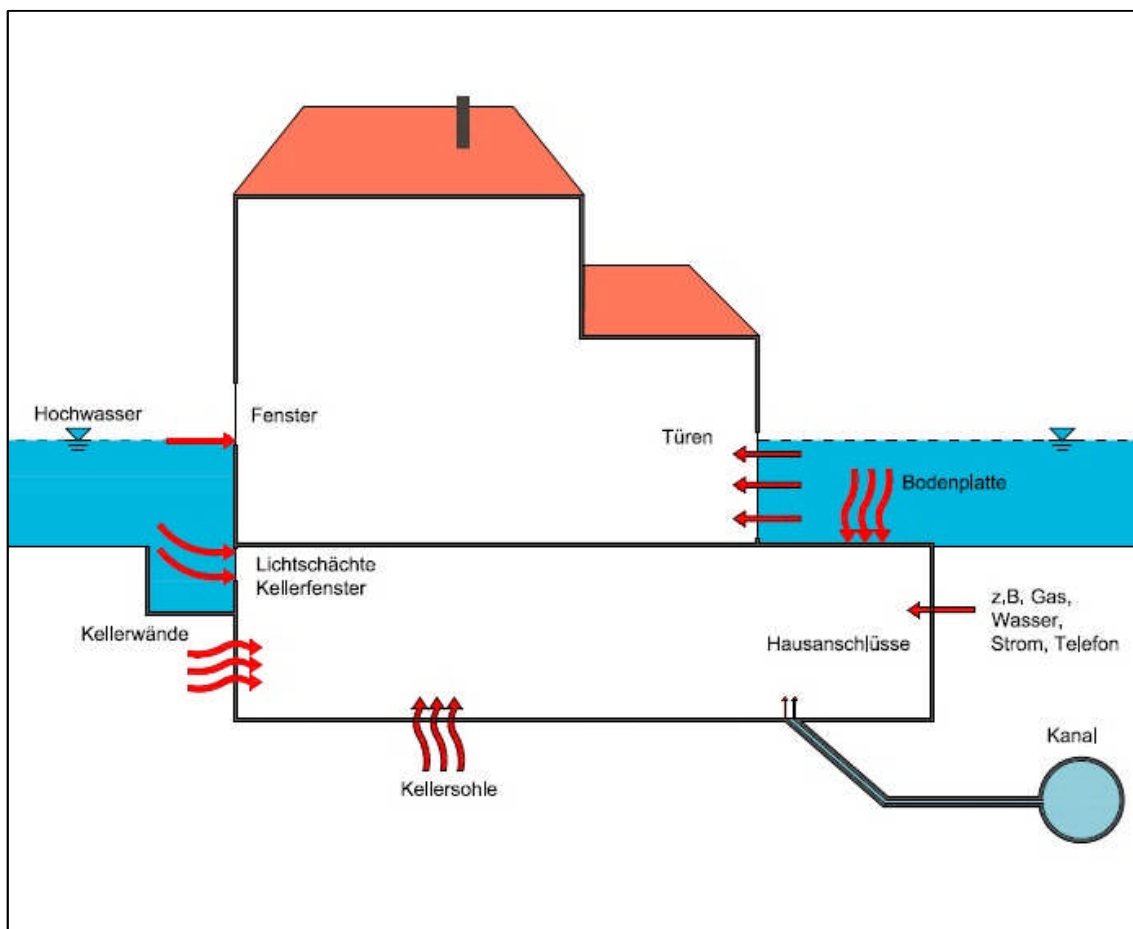 Hochwasser
Fenster
Türen
Bodenplatte
Lichtschächte
Kellerfenster
z,B, Gas,
Wasser,
Strom, Telefon
Kellerwände
Hausanschlüsse
Kanal
Kellersohle